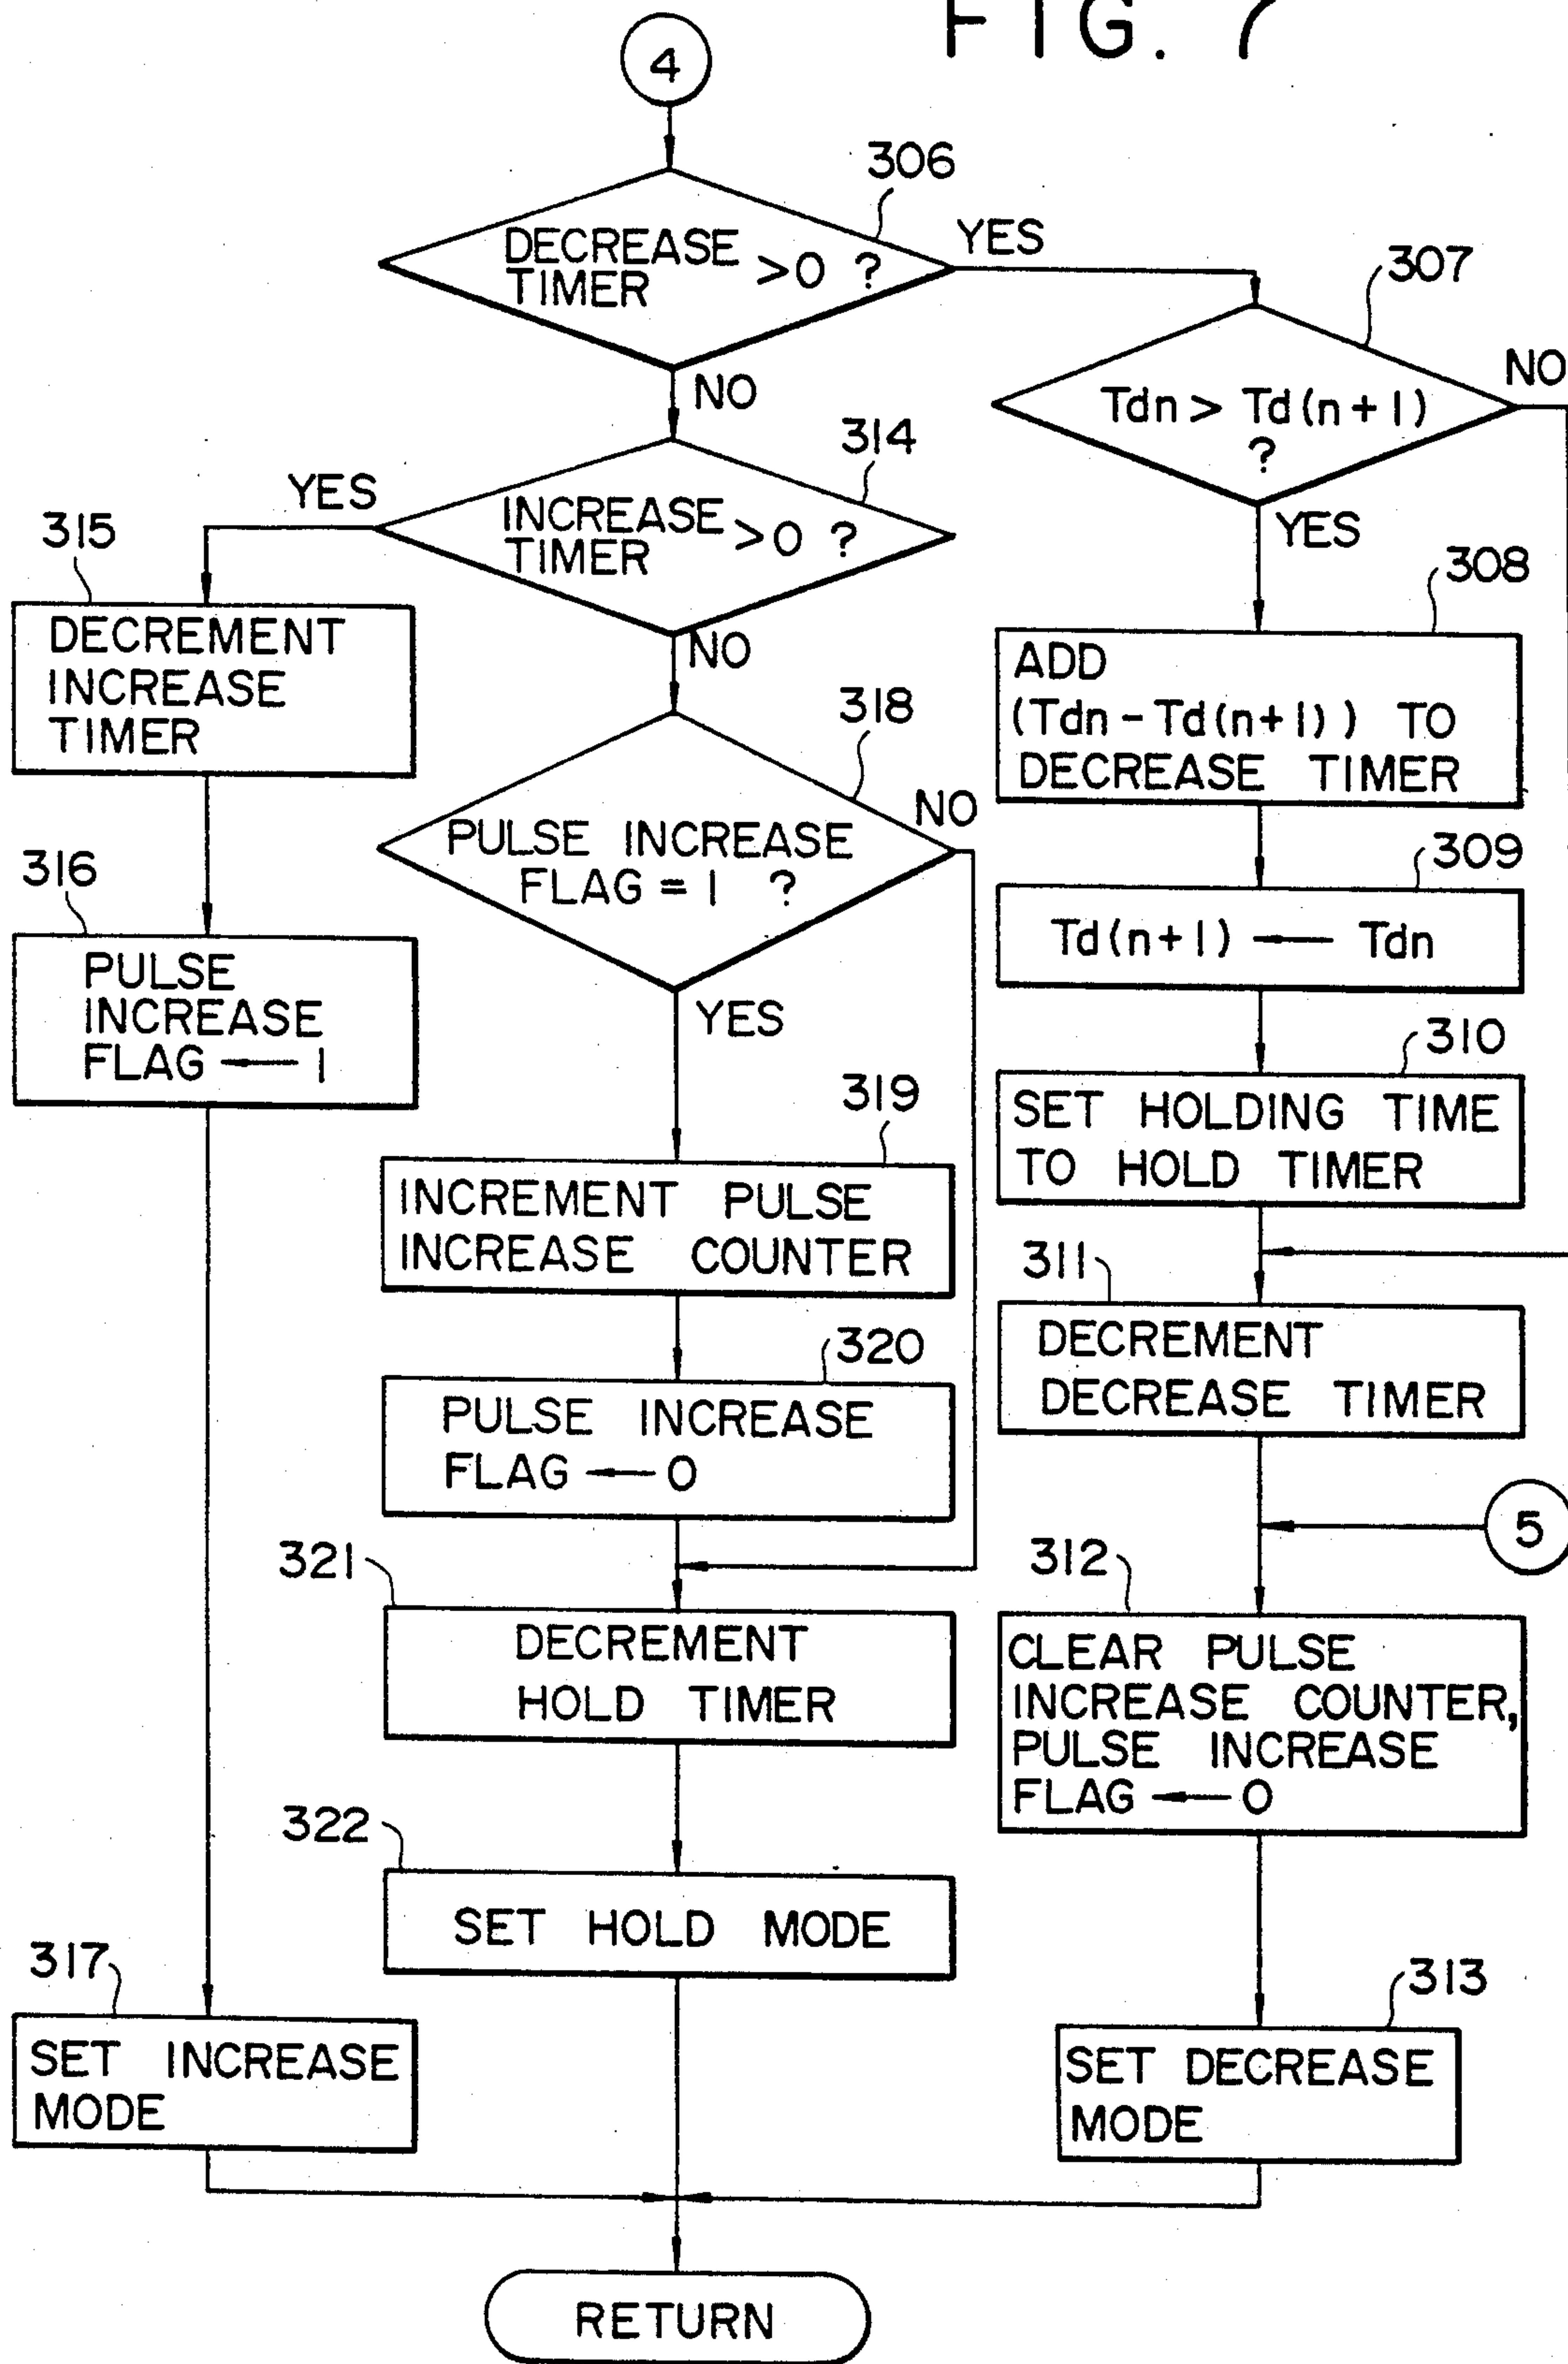 FIG. 7
4
306
DECREASE
TIMER >0 ?
YES
NO
307
Tdn > Td(n+1)
?
NO
YES
314
INCREASE
TIMER >0 ?
YES
NO
315
DECREMENT
INCREASE
TIMER
316
PULSE
INCREASE
FLAG ← 1
317
SET INCREASE
MODE
318
PULSE INCREASE
FLAG = 1 ?
NO
YES
319
INCREMENT PULSE
INCREASE COUNTER
320
PULSE INCREASE
FLAG ← 0
321
DECREMENT
HOLD TIMER
322
SET HOLD MODE
308
ADD
(Tdn - Td(n+1)) TO
DECREASE TIMER
309
Td(n+1) ← Tdn
310
SET HOLDING TIME
TO HOLD TIMER
311
DECREMENT
DECREASE TIMER
5
312
CLEAR PULSE
INCREASE COUNTER,
PULSE INCREASE
FLAG ← 0
313
SET DECREASE
MODE
RETURN